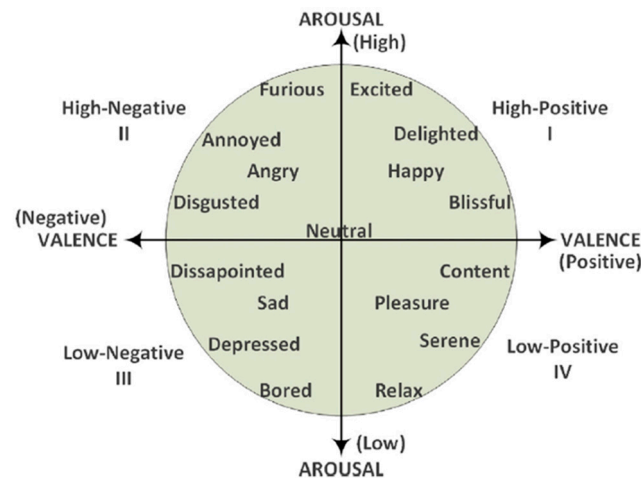 AROUSAL
(High)
Furious
Excited
High-Negative
II
High-Positive
I
Annoyed
Delighted
Angry
Happy
Disgusted
Blissful
(Negative)
VALENCE
Neutral
VALENCE
(Positive)
Dissapointed
Content
Sad
Pleasure
Depressed
Serene
Low-Negative
III
Low-Positive
IV
Bored
Relax
(Low)
AROUSAL